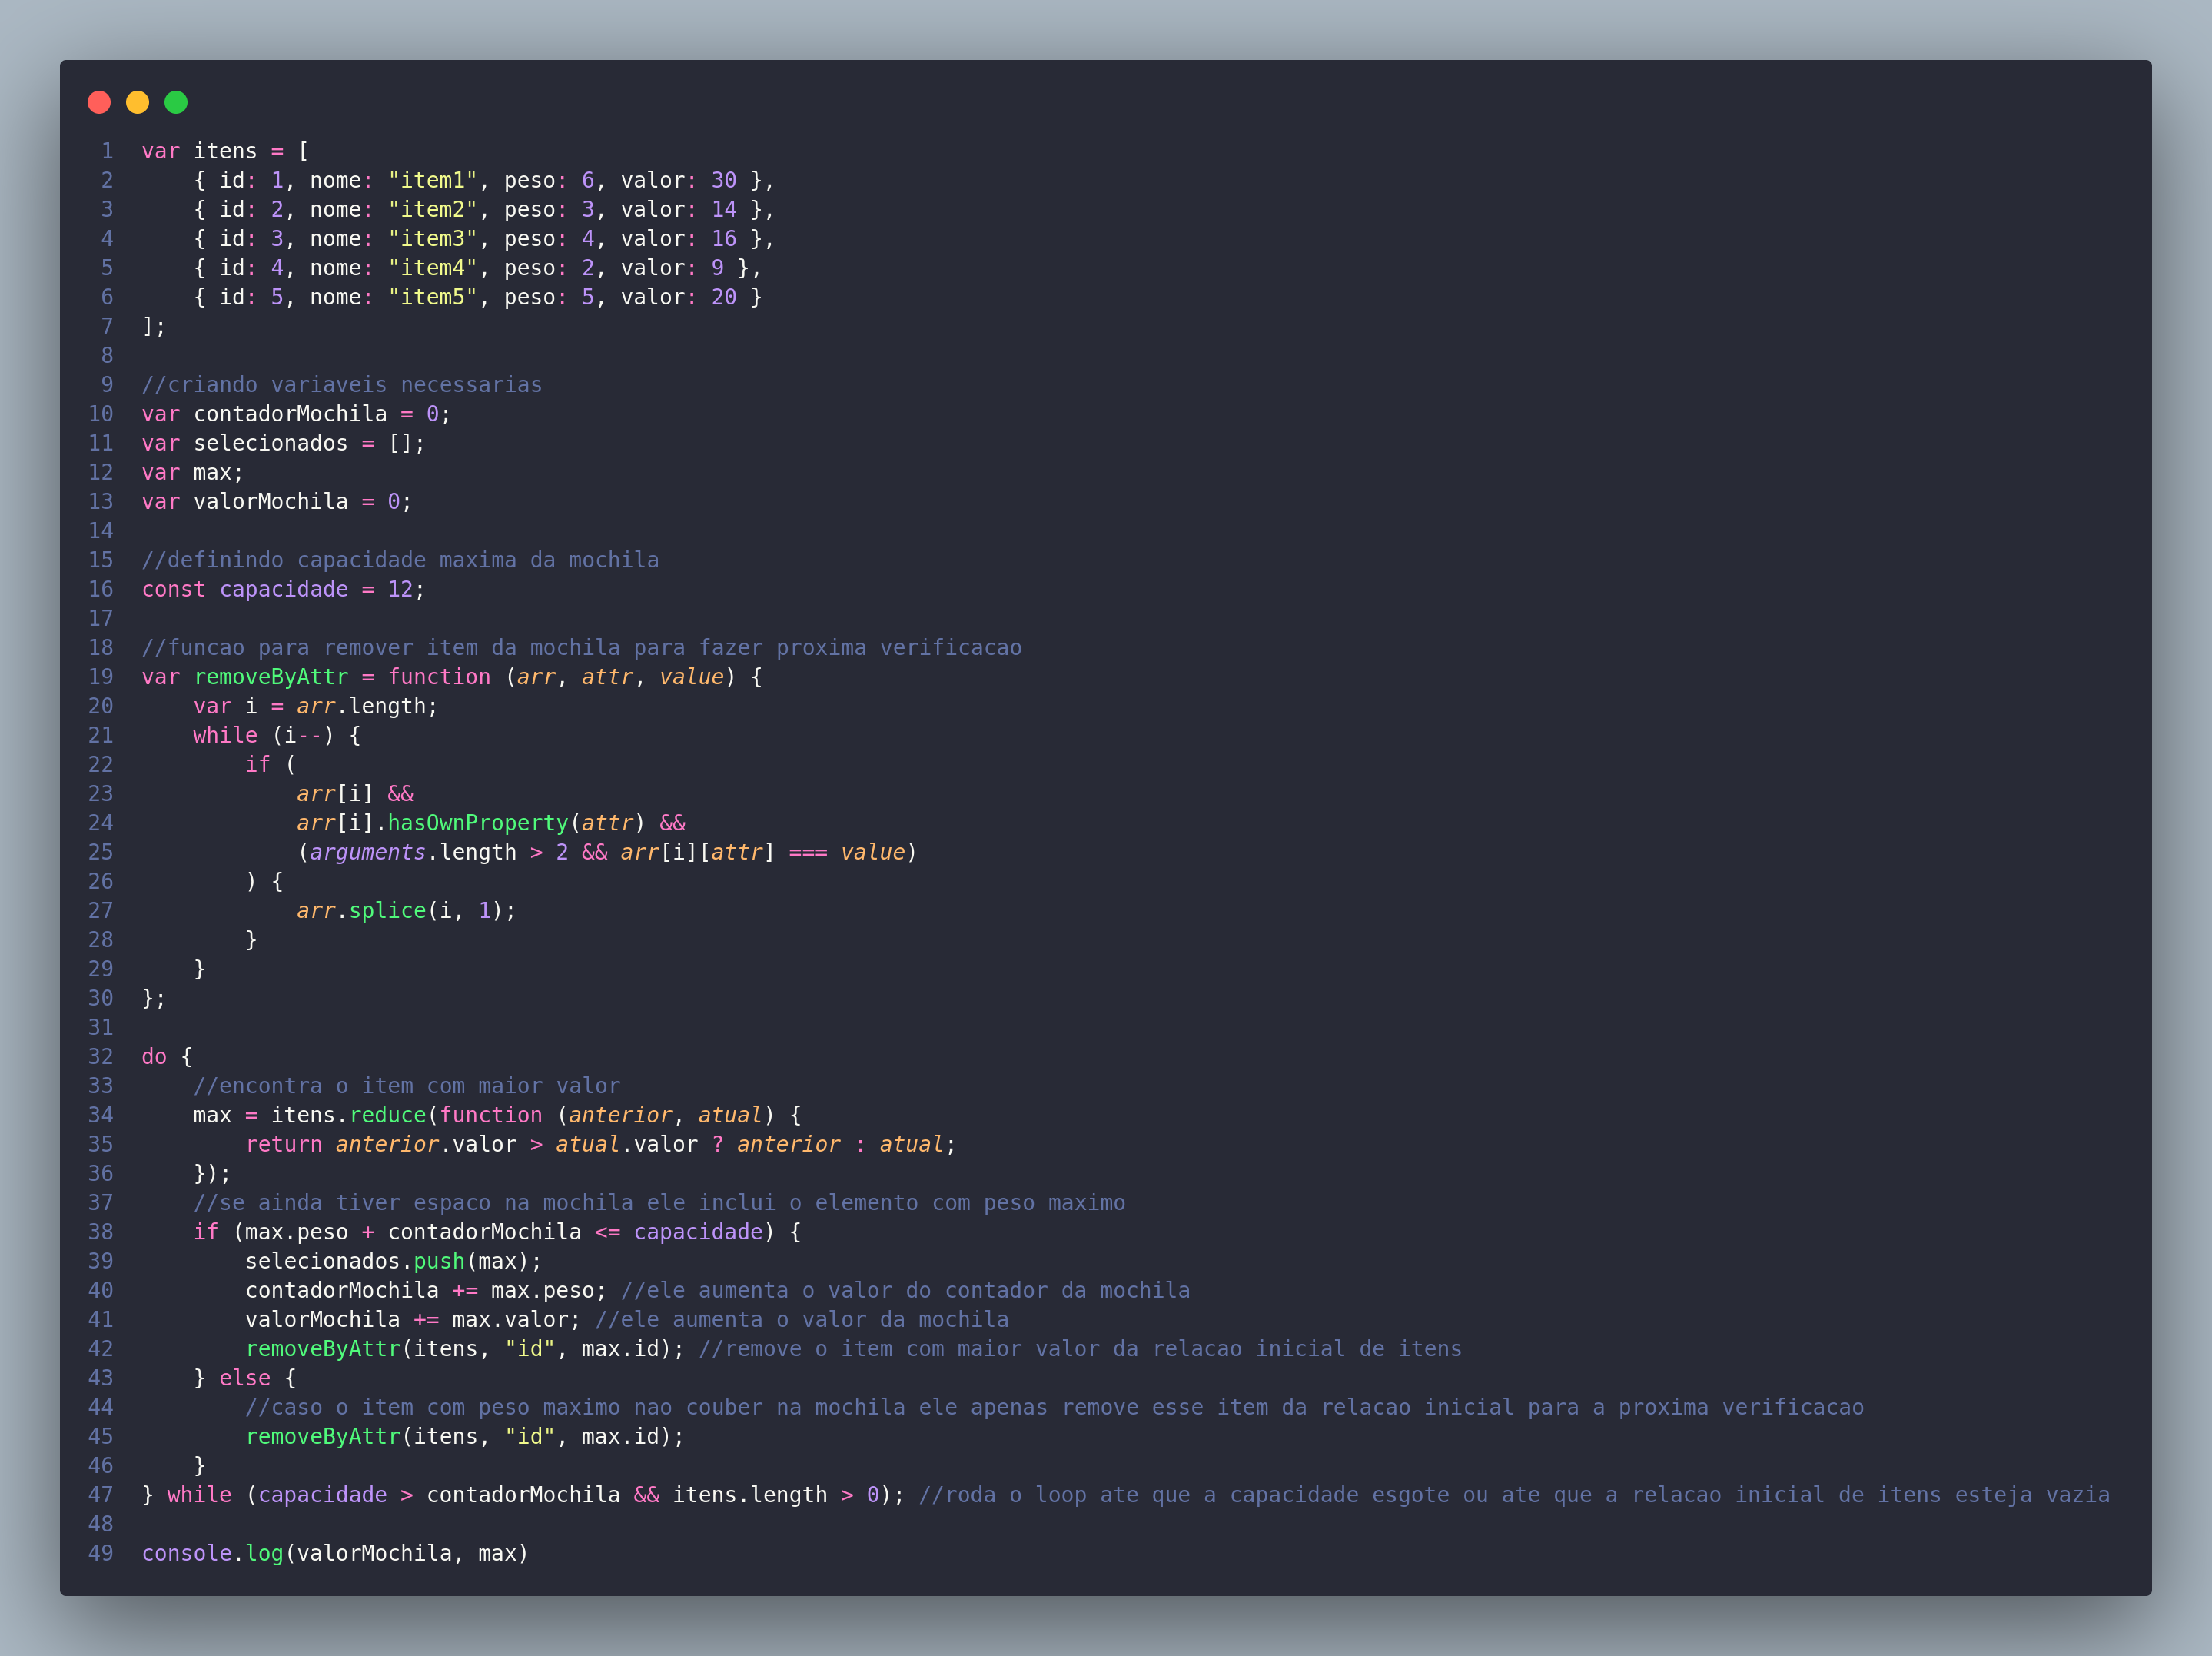 1 var itens = [
2     { id: 1, nome: "item1", peso: 6, valor: 30 },
3     { id: 2, nome: "item2", peso: 3, valor: 14 },
4     { id: 3, nome: "item3", peso: 4, valor: 16 },
5     { id: 4, nome: "item4", peso: 2, valor: 9 },
6     { id: 5, nome: "item5", peso: 5, valor: 20 }
7 ];
8
9 //criando variaveis necessarias
10 var contadorMochila = 0;
11 var selecionados = [];
12 var max;
13 var valorMochila = 0;
14
15 //definindo capacidade maxima da mochila
16 const capacidade = 12;
17
18 //funcao para remover item da mochila para fazer proxima verificacao
19 var removeByAttr = function (arr, attr, value) {
20     var i = arr.length;
21     while (i--) {
22         if (
23             arr[i] &&
24             arr[i].hasOwnProperty(attr) &&
25             (arguments.length > 2 && arr[i][attr] === value)
26         ) {
27             arr.splice(i, 1);
28         }
29     }
30 };
31
32 do {
33     //encontra o item com maior valor
34     max = itens.reduce(function (anterior, atual) {
35         return anterior.valor > atual.valor ? anterior : atual;
36     });
37     //se ainda tiver espaco na mochila ele inclui o elemento com peso maximo
38     if (max.peso + contadorMochila <= capacidade) {
39         selecionados.push(max);
40         contadorMochila += max.peso; //ele aumenta o valor do contador da mochila
41         valorMochila += max.valor; //ele aumenta o valor da mochila
42         removeByAttr(itens, "id", max.id); //remove o item com maior valor da relacao inicial de itens
43     } else {
44         //caso o item com peso maximo nao couber na mochila ele apenas remove esse item da relacao inicial para a proxima verificacao
45         removeByAttr(itens, "id", max.id);
46     }
47 } while (capacidade > contadorMochila && itens.length > 0); //roda o loop ate que a capacidade esgote ou ate que a relacao inicial de itens esteja vazia
48
49 console.log(valorMochila, max)